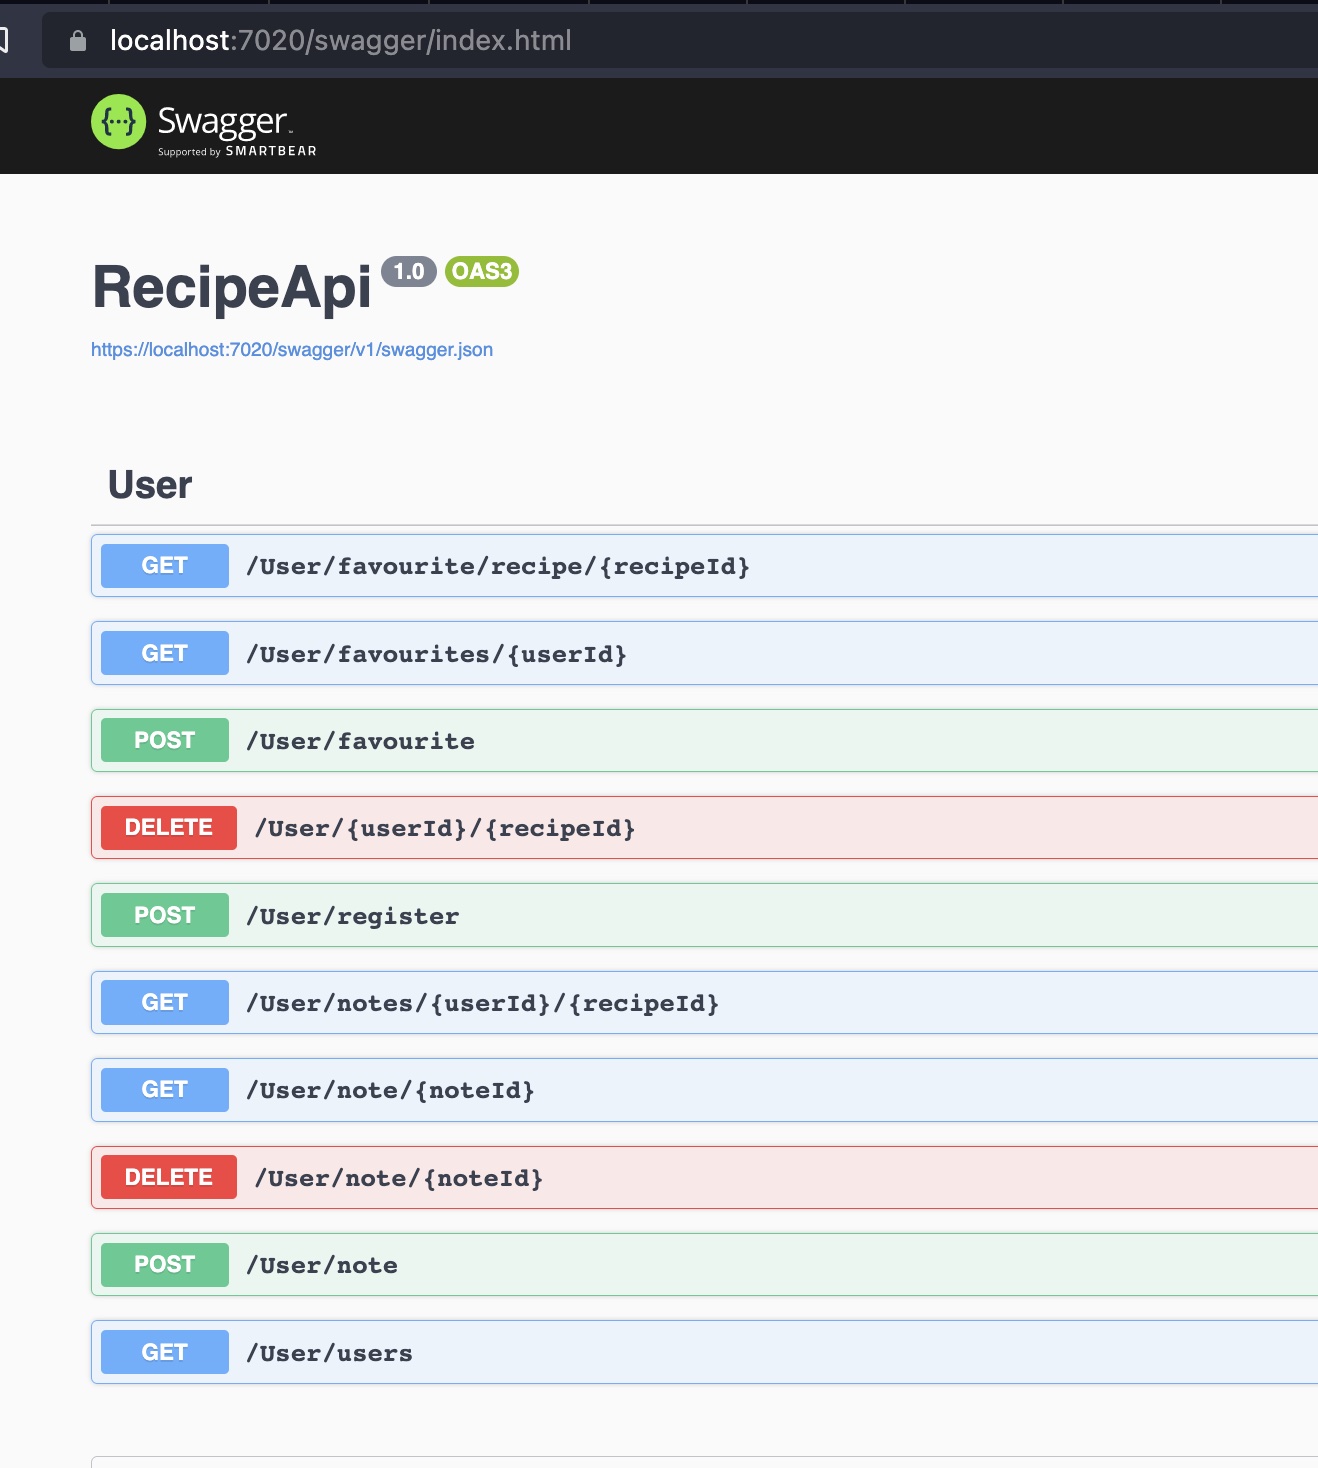 localhost:7020/swagger/index.html
{···} Swagger™
Supported by SMARTBEAR
RecipeApi 1.0 OAS3
https://localhost:7020/swagger/v1/swagger.json
User
GET /User/favourite/recipe/{recipeId}
GET /User/favourites/{userId}
POST /User/favourite
DELETE /User/{userId}/{recipeId}
POST /User/register
GET /User/notes/{userId}/{recipeId}
GET /User/note/{noteId}
DELETE /User/note/{noteId}
POST /User/note
GET /User/users